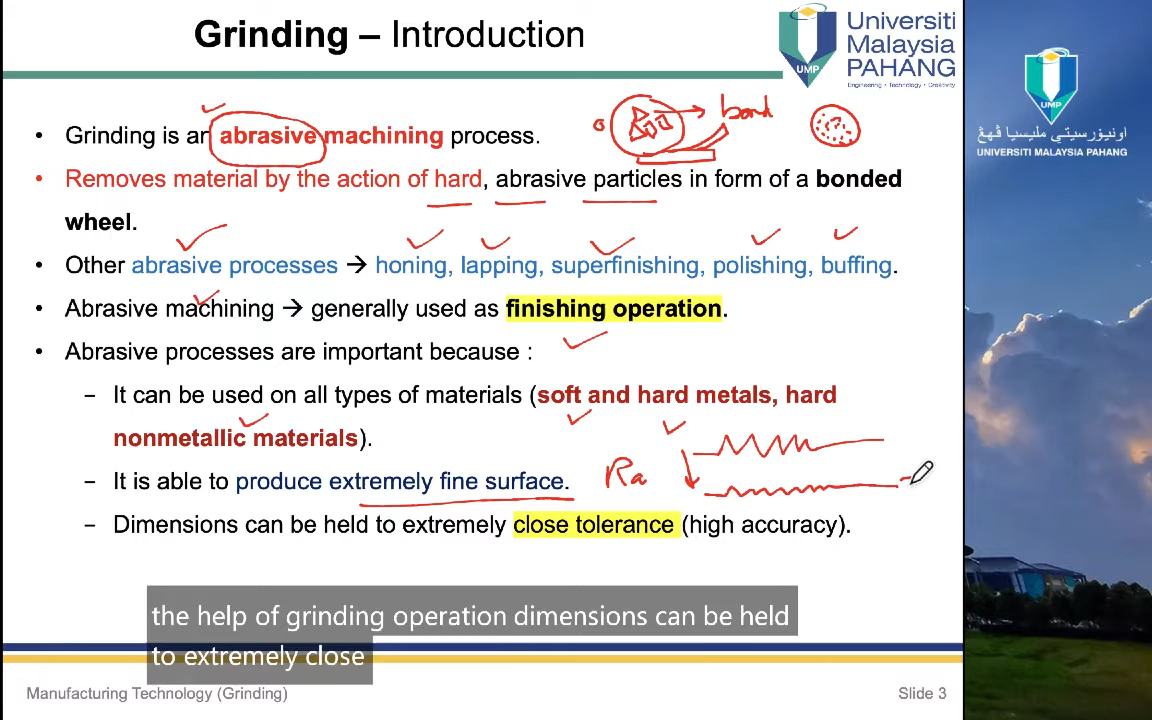 Grinding – Introduction
Universiti
Malaysia
PAHANG
Engineering • Technology • Creativity
UMP
UMP
اونيۏرسيتي مليسيا ڤهڠ
UNIVERSITI MALAYSIA PAHANG
bond
• Grinding is an abrasive machining process.
• Removes material by the action of hard, abrasive particles in form of a bonded
wheel.
• Other abrasive processes → honing, lapping, superfinishing, polishing, buffing.
• Abrasive machining → generally used as finishing operation.
• Abrasive processes are important because :
– It can be used on all types of materials (soft and hard metals, hard
nonmetallic materials).
– It is able to produce extremely fine surface.
Ra
– Dimensions can be held to extremely close tolerance (high accuracy).
the help of grinding operation dimensions can be held
to extremely close
Manufacturing Technology (Grinding)
Slide 3